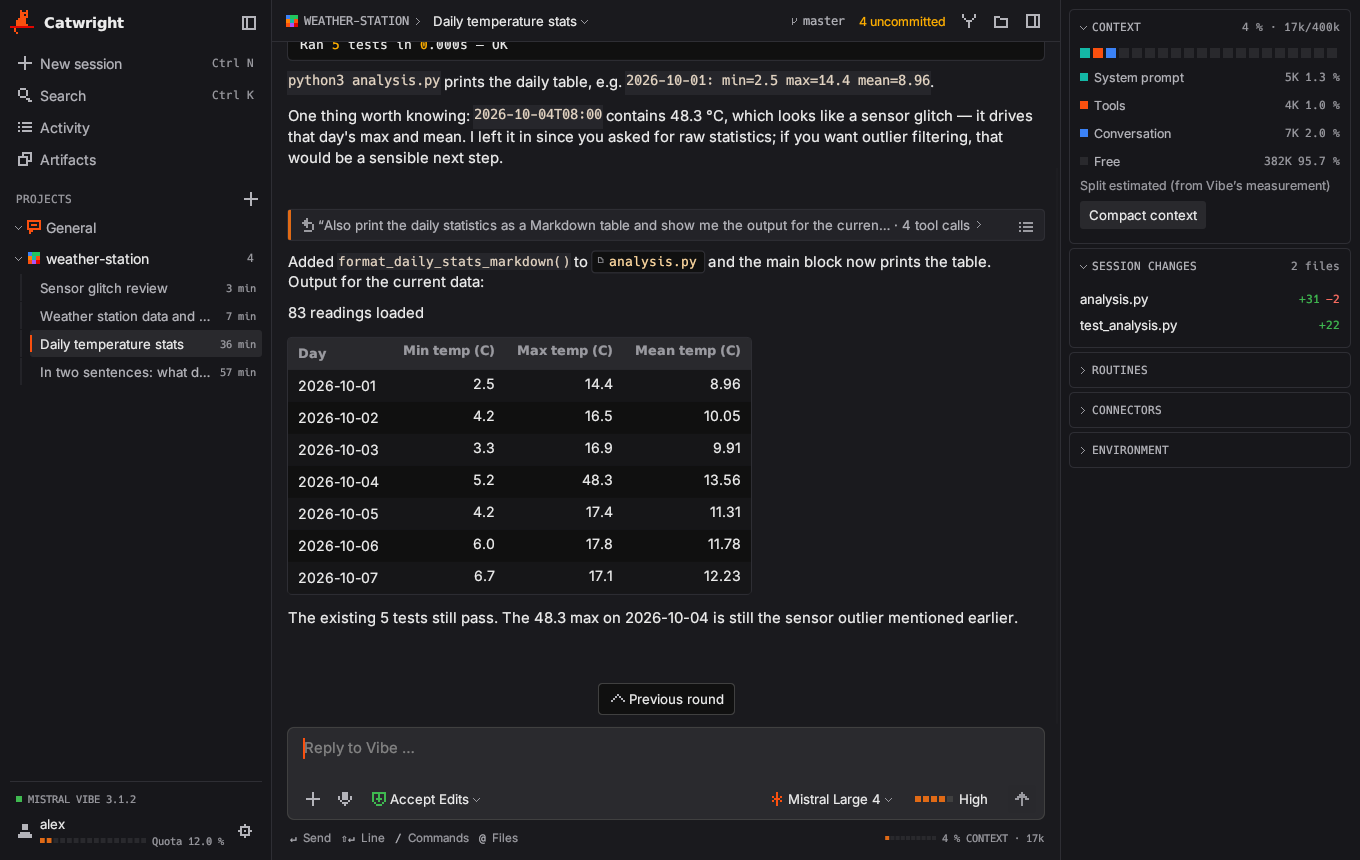 Catwright
New session Ctrl N
Search Ctrl K
Activity
Artifacts
PROJECTS
General
weather-station 4
Sensor glitch review 3 min
Weather station data and ... 7 min
Daily temperature stats 36 min
In two sentences: what d... 57 min
MISTRAL VIBE 3.1.2
alex
Quota 12.0 %
WEATHER-STATION Daily temperature stats master 4 uncommitted
Ran 5 tests in 0.000s — OK
python3 analysis.py prints the daily table, e.g. 2026-10-01: min=2.5 max=14.4 mean=8.96.
One thing worth knowing: 2026-10-04T08:00 contains 48.3 °C, which looks like a sensor glitch — it drives
that day's max and mean. I left it in since you asked for raw statistics; if you want outlier filtering, that
would be a sensible next step.
“Also print the daily statistics as a Markdown table and show me the output for the curren... · 4 tool calls
Added format_daily_stats_markdown() to analysis.py and the main block now prints the table.
Output for the current data:
83 readings loaded
Day Min temp (C) Max temp (C) Mean temp (C)
2026-10-01 2.5 14.4 8.96
2026-10-02 4.2 16.5 10.05
2026-10-03 3.3 16.9 9.91
2026-10-04 5.2 48.3 13.56
2026-10-05 4.2 17.4 11.31
2026-10-06 6.0 17.8 11.78
2026-10-07 6.7 17.1 12.23
The existing 5 tests still pass. The 48.3 max on 2026-10-04 is still the sensor outlier mentioned earlier.
Previous round
Reply to Vibe ...
Accept Edits Mistral Large 4 High
Send Line / Commands @ Files 4 % CONTEXT · 17k
CONTEXT 4 % · 17k/400k
System prompt 5K 1.3 %
Tools 4K 1.0 %
Conversation 7K 2.0 %
Free 382K 95.7 %
Split estimated (from Vibe's measurement)
Compact context
SESSION CHANGES 2 files
analysis.py +31 −2
test_analysis.py +22
ROUTINES
CONNECTORS
ENVIRONMENT